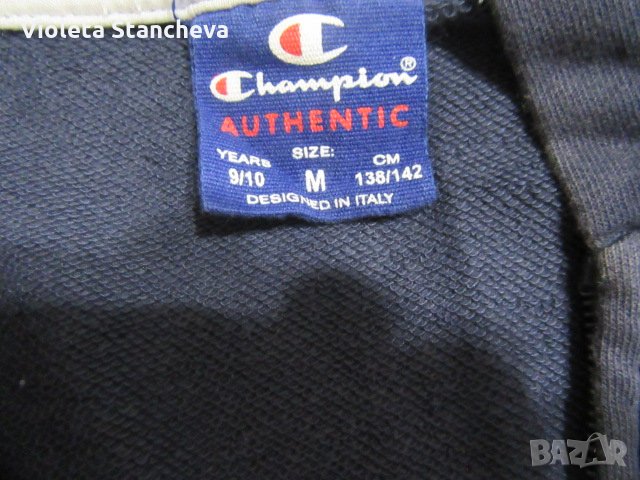 Violeta Stancheva
Champion®
AUTHENTIC
YEARS SIZE: CM
9/10 M 138/142
DESIGNED IN ITALY
BAZAR